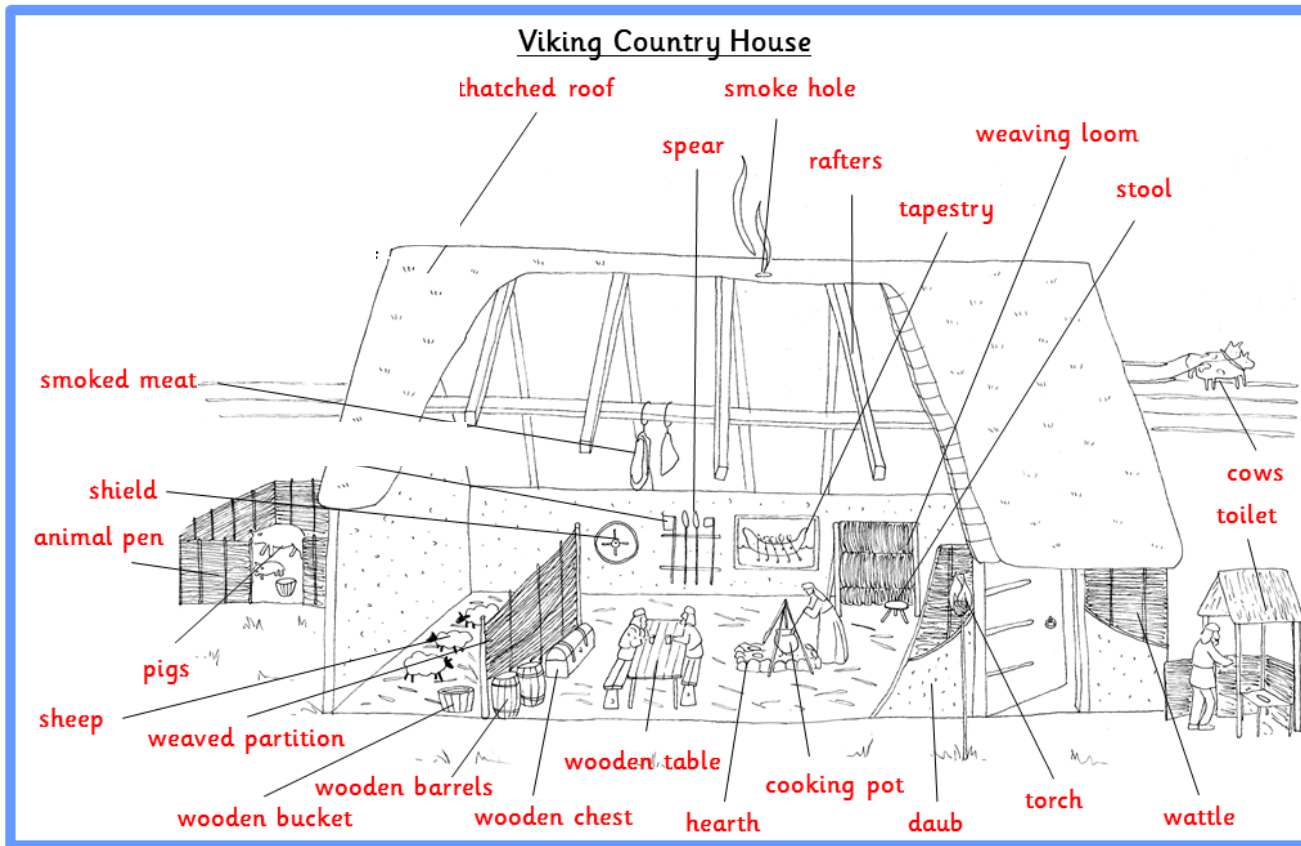 Viking Country House
thatched roof
smoke hole
spear
rafters
weaving loom
tapestry
stool
smoked meat
shield
animal pen
cows
toilet
pigs
sheep
weaved partition
wooden table
wooden barrels
cooking pot
torch
wooden bucket
wooden chest
hearth
daub
wattle